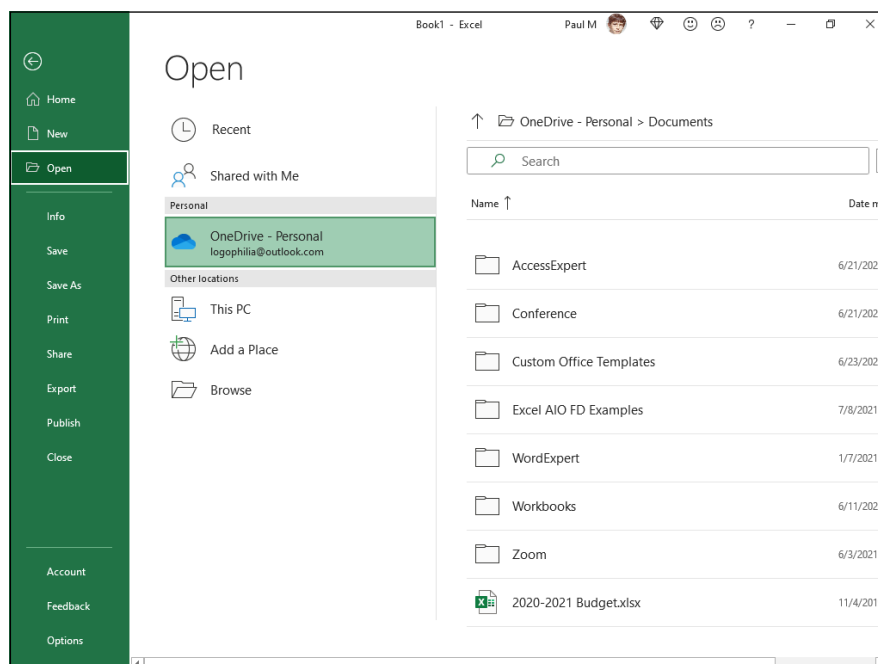 Book1 - Excel
Paul M
?
Home
New
Open
Info
Save
Save As
Print
Share
Export
Publish
Close
Account
Feedback
Options
Open
Recent
Shared with Me
Personal
OneDrive - Personal
logophilia@outlook.com
Other locations
This PC
Add a Place
Browse
OneDrive - Personal > Documents
Search
Name
Date m
AccessExpert 6/21/202
Conference 6/21/202
Custom Office Templates 6/23/202
Excel AIO FD Examples 7/8/2021
WordExpert 1/7/2021
Workbooks 6/11/202
Zoom 6/3/2021
2020-2021 Budget.xlsx 11/4/201